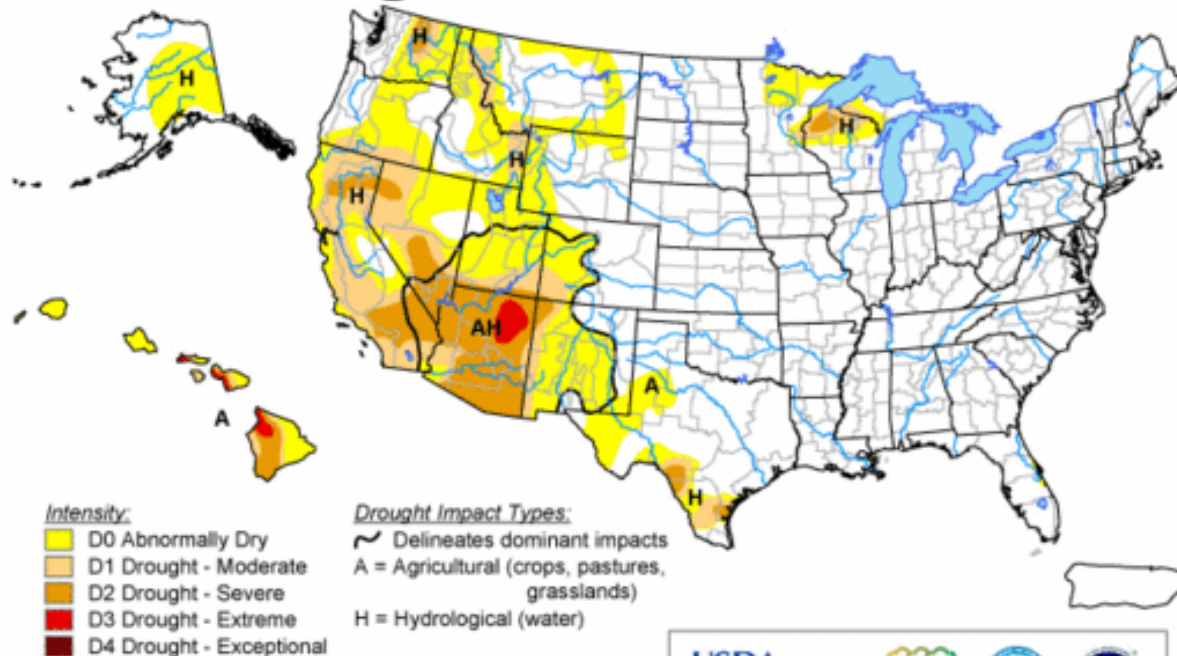 H
H
H
H
H
AH
A
A
H
Intensity:
D0 Abnormally Dry
D1 Drought - Moderate
D2 Drought - Severe
D3 Drought - Extreme
D4 Drought - Exceptional
Drought Impact Types:
Delineates dominant impacts
A = Agricultural (crops, pastures,
grasslands)
H = Hydrological (water)
USDA